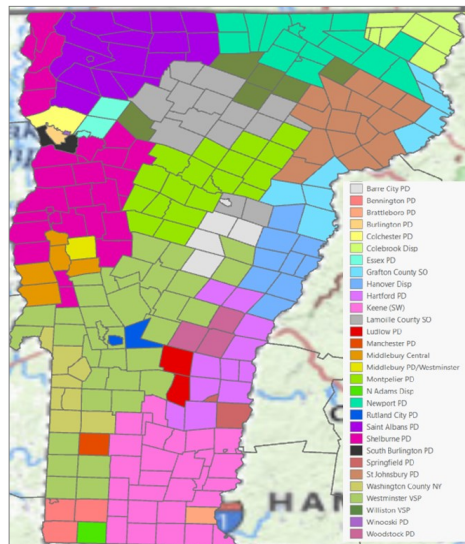 Barre City PD
Bennington PD
Brattleboro PD
Burlington PD
Colchester PD
Colebrook Disp
Essex PD
Grafton County SO
Hanover Disp
Hartford PD
Keene (SW)
Lamoille County SO
Ludlow PD
Manchester PD
Middlebury Central
Middlebury PD/Westminster
Montpelier PD
N Adams Disp
Newport PD
Rutland City PD
Saint Albans PD
Shelburne PD
South Burlington PD
Springfield PD
St Johnsbury PD
Washington County NY
Westminster VSP
Williston VSP
Winooski PD
Woodstock PD
HAM